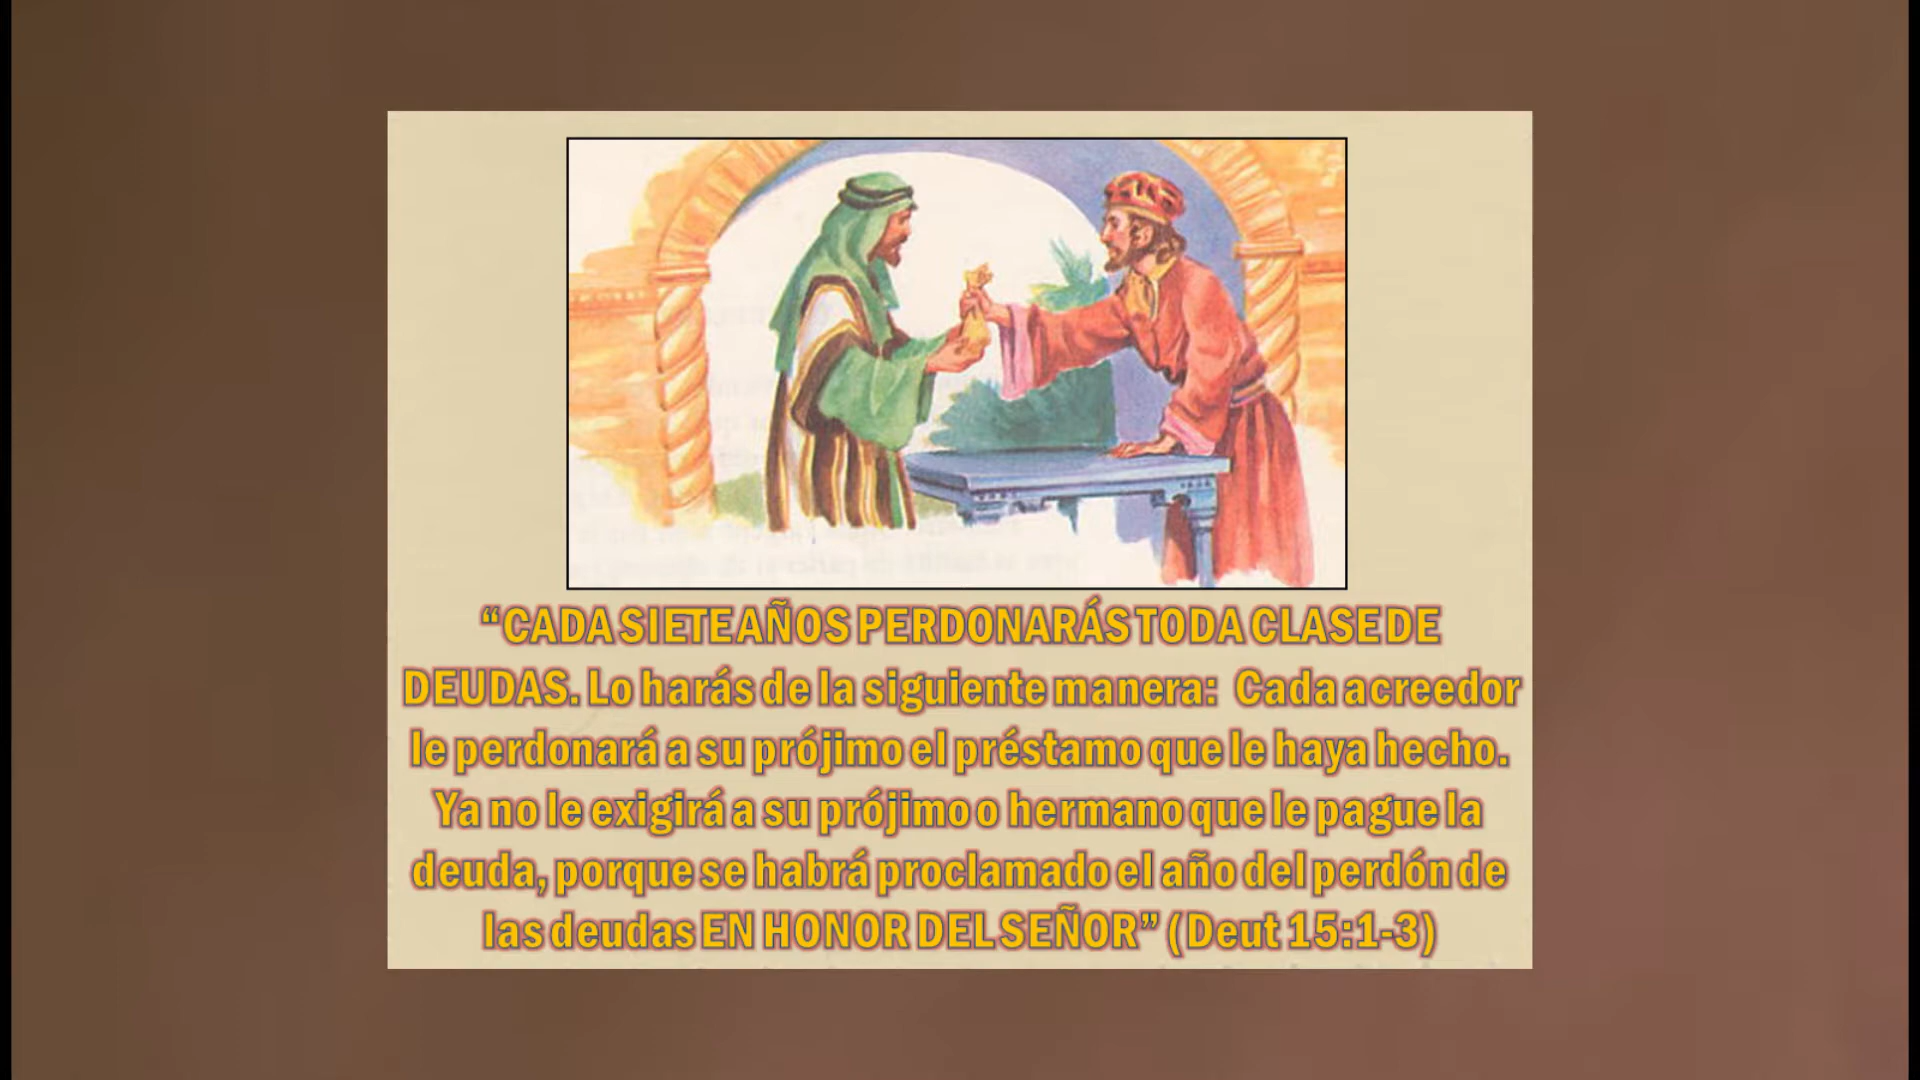 “CADA SIETE AÑOS PERDONARÁS TODA CLASE DE
DEUDAS. Lo harás de la siguiente manera: Cada acreedor
le perdonará a su prójimo el préstamo que le haya hecho.
Ya no le exigirá a su prójimo o hermano que le pague la
deuda, porque se habrá proclamado el año del perdón de
las deudas EN HONOR DEL SEÑOR” (Deut 15:1-3)